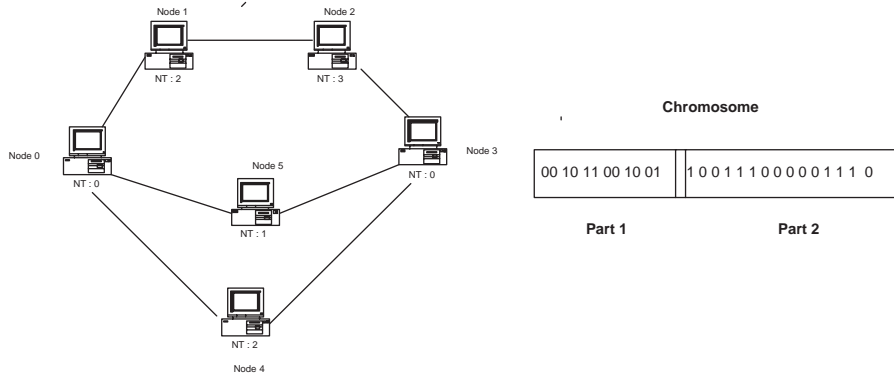 Node 1
NT : 2
Node 2
NT : 3
Node 0
NT : 0
Node 3
NT : 0
Node 5
NT : 1
NT : 2
Node 4
Chromosome
00 10 11 00 10 01 1 0 0 1 1 1 0 0 0 0 0 1 1 1 0
Part 1 Part 2